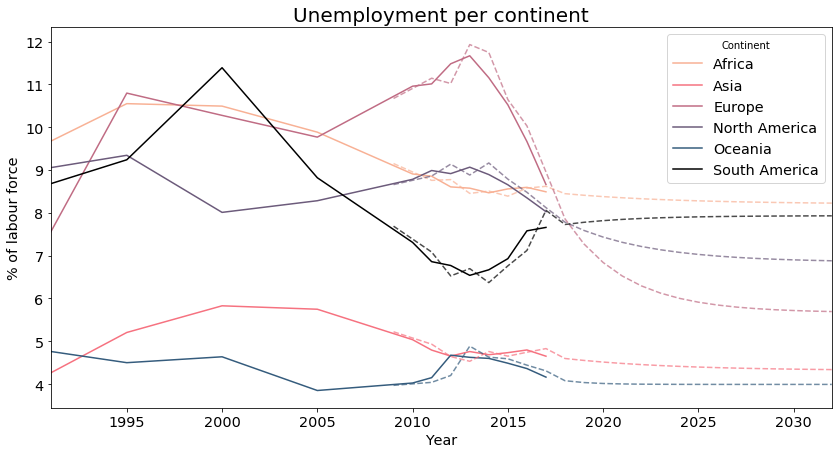 Unemployment per continent
12
11
10
9
8
7
6
5
4
% of labour force
Continent
Africa
Asia
Europe
North America
Oceania
South America
1995
2000
2005
2010
2015
2020
2025
2030
Year